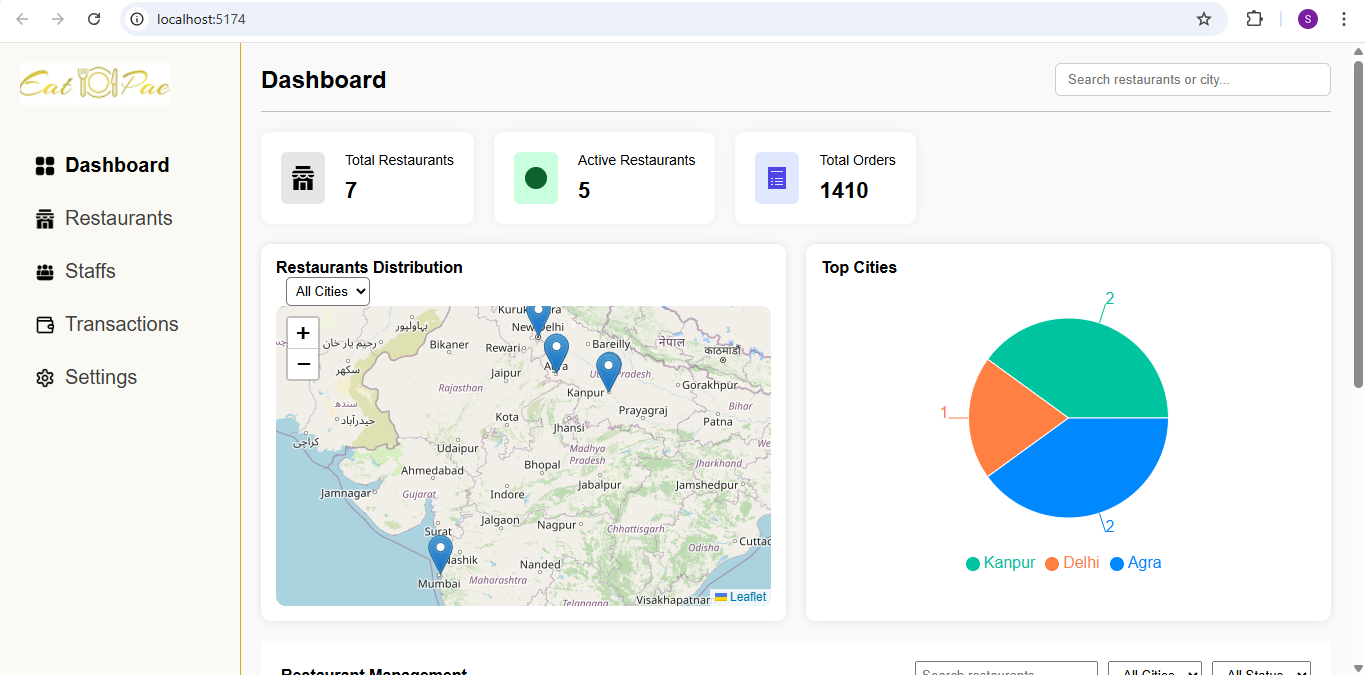 localhost:5174
S
Eat Pae
Dashboard
Restaurants
Staffs
Transactions
Settings
Dashboard
Search restaurants or city...
Total Restaurants
7
Active Restaurants
5
Total Orders
1410
Restaurants Distribution
All Cities
+
−
New Delhi
Bareilly
नेपाल
काठमाडौं
بہاولپور
Bikaner
Rewari
رحیم یار خان
سکھر
Jaipur
Agra
Uttar Pradesh
Gorakhpur
Rajasthan
Kanpur
سندھ
حیدرآباد
Kota
Prayagraj
Bihar
Patna
Jhansi
کراچی
Udaipur
Madhya
Pradesh
Ahmedabad
Bhopal
Jharkhand
Jamnagar
Gujarat
Indore
Jabalpur
Jamshedpur
Surat
Jalgaon
Nagpur
Chhattisgarh
Odisha
Cuttac
Nashik
Nanded
Mumbai
Maharashtra
Telangana
Visakhapatnam
Leaflet
Top Cities
2
1
2
Kanpur Delhi Agra
Restaurant Management
Search restaurants...
All Cities
All Status